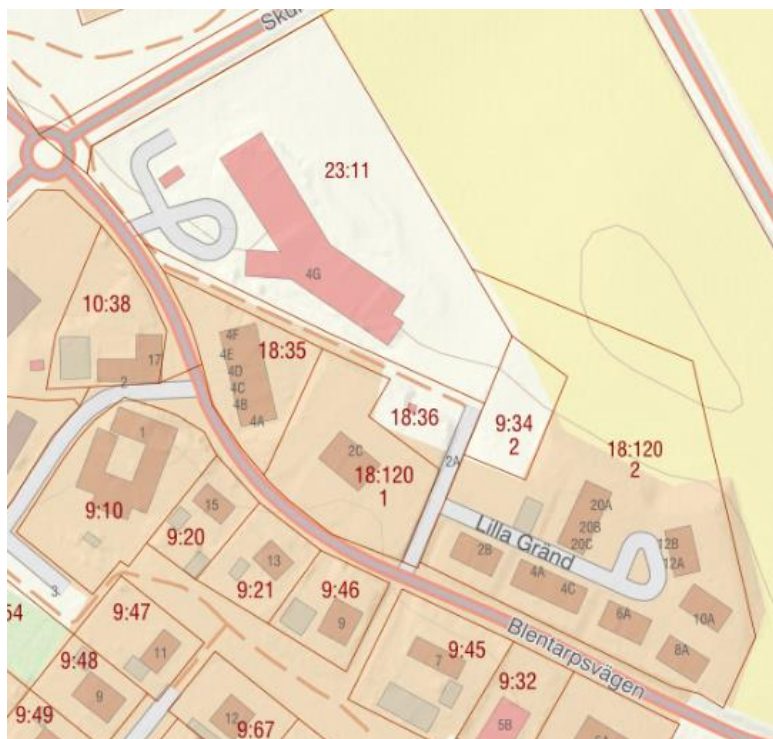 Sku
23:11
4G
10:38
17
2
4F
4E
4D
4C
4B
4A
18:35
18:36
9:34
2
2C
18:120
1
2A
18:120
2
1
9:10
15
9:20
13
9:21
9:46
9
Lilla Gränd
2B
20A
20B
20C
4A
4C
12B
12A
6A
10A
8A
3
54
9:47
11
9:48
9
9:49
12
9:67
Blentarpsvägen
9:45
7
9:32
5B